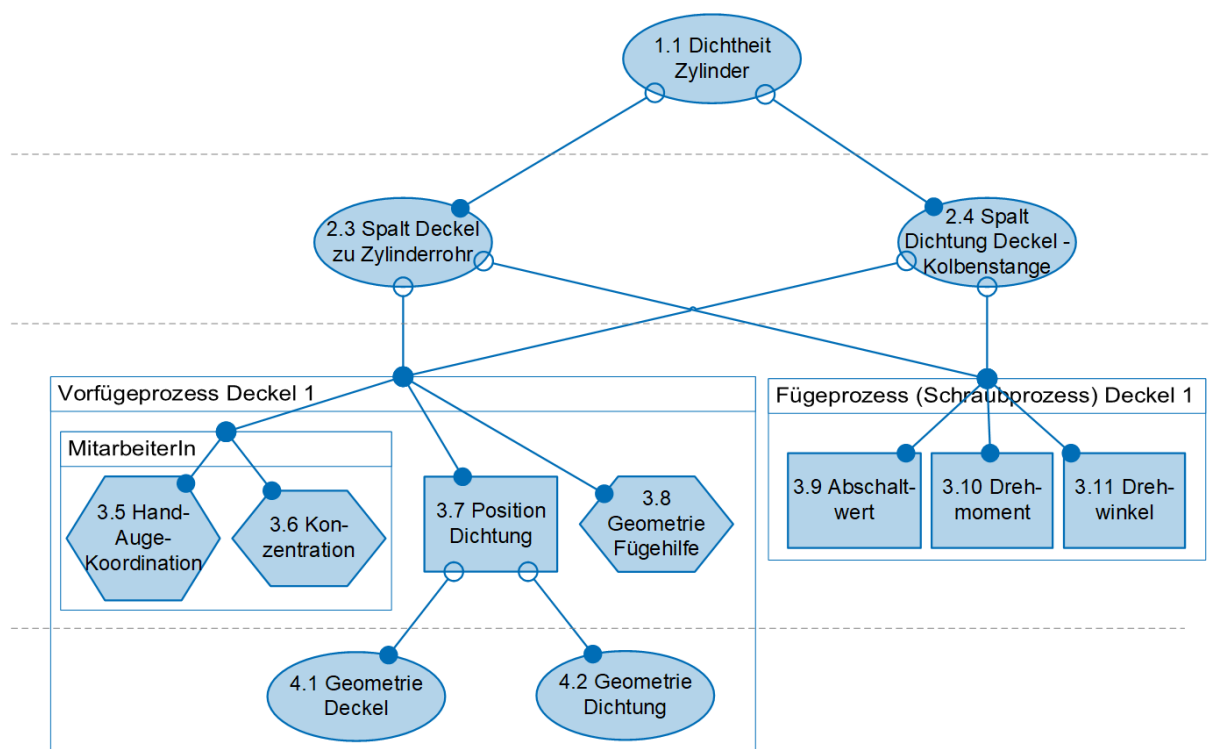 1.1 Dichtheit
Zylinder
2.3 Spalt Deckel
zu Zylinderrohr
2.4 Spalt
Dichtung Deckel -
Kolbenstange
Vorfügeprozess Deckel 1
MitarbeiterIn
3.5 Hand-
Auge-
Koordination
3.6 Kon-
zentration
3.7 Position
Dichtung
3.8
Geometrie
Fügehilfe
Fügeprozess (Schraubprozess) Deckel 1
3.9 Abschalt-
wert
3.10 Dreh-
moment
3.11 Dreh-
winkel
4.1 Geometrie
Deckel
4.2 Geometrie
Dichtung